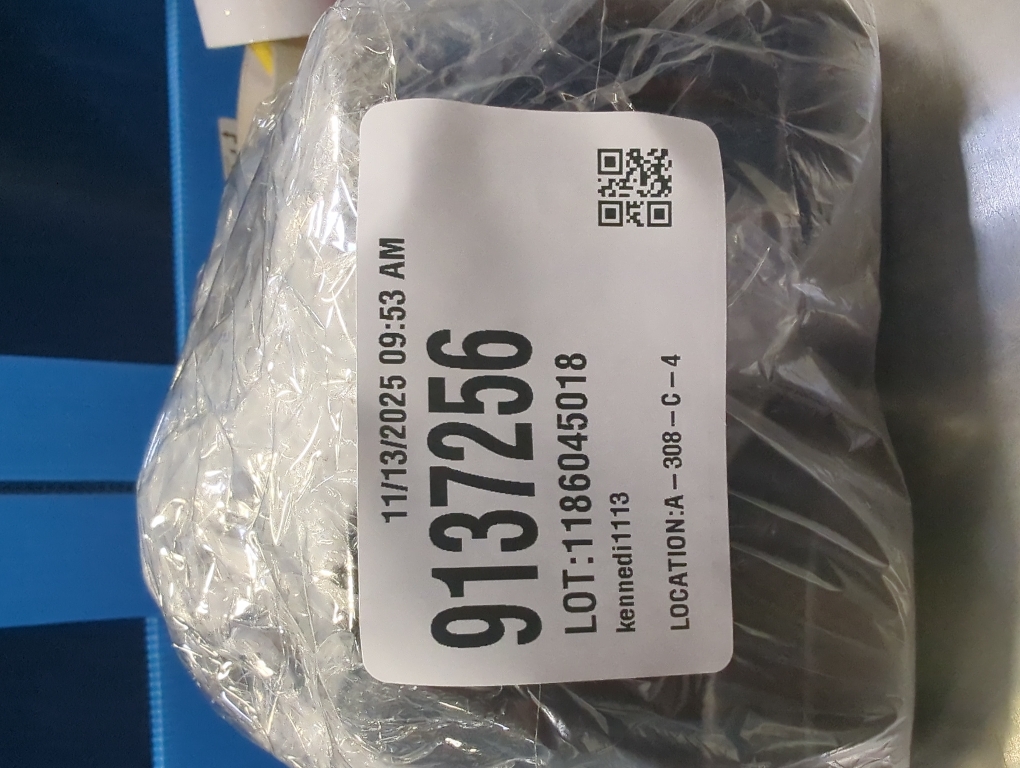 11/13/2025 09:53 AM
9137256
LOT:1186045018
kennedi1113
LOCATION:A-308-C-4